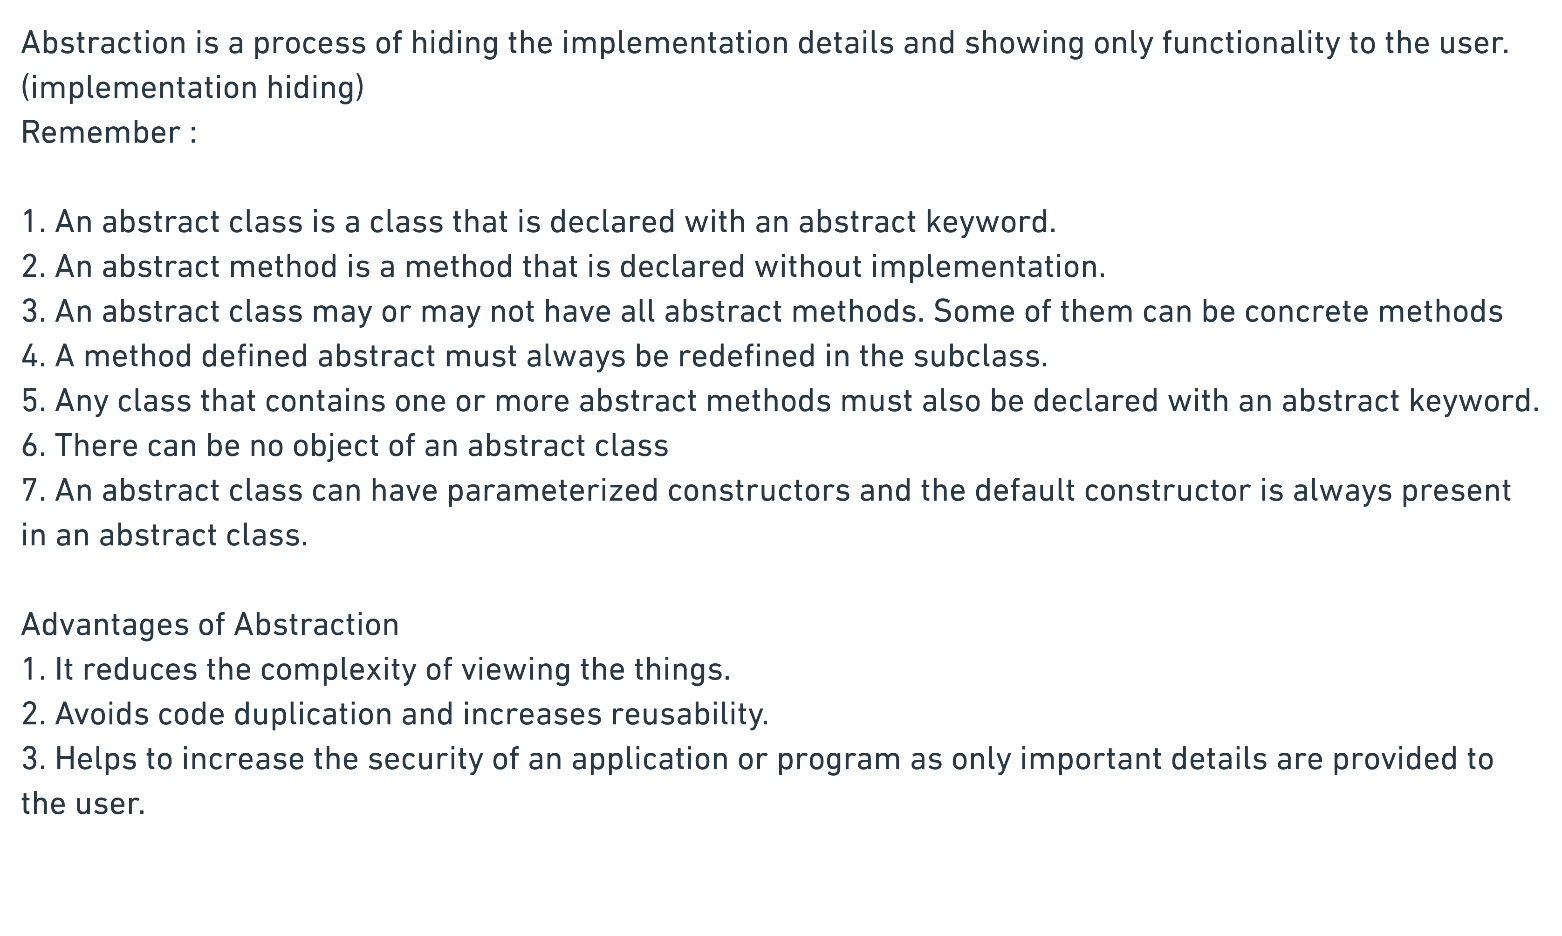 Abstraction is a process of hiding the implementation details and showing only functionality to the user.
(implementation hiding)
Remember :
1. An abstract class is a class that is declared with an abstract keyword.
2. An abstract method is a method that is declared without implementation.
3. An abstract class may or may not have all abstract methods. Some of them can be concrete methods
4. A method defined abstract must always be redefined in the subclass.
5. Any class that contains one or more abstract methods must also be declared with an abstract keyword.
6. There can be no object of an abstract class
7. An abstract class can have parameterized constructors and the default constructor is always present
in an abstract class.
Advantages of Abstraction
1. It reduces the complexity of viewing the things.
2. Avoids code duplication and increases reusability.
3. Helps to increase the security of an application or program as only important details are provided to
the user.